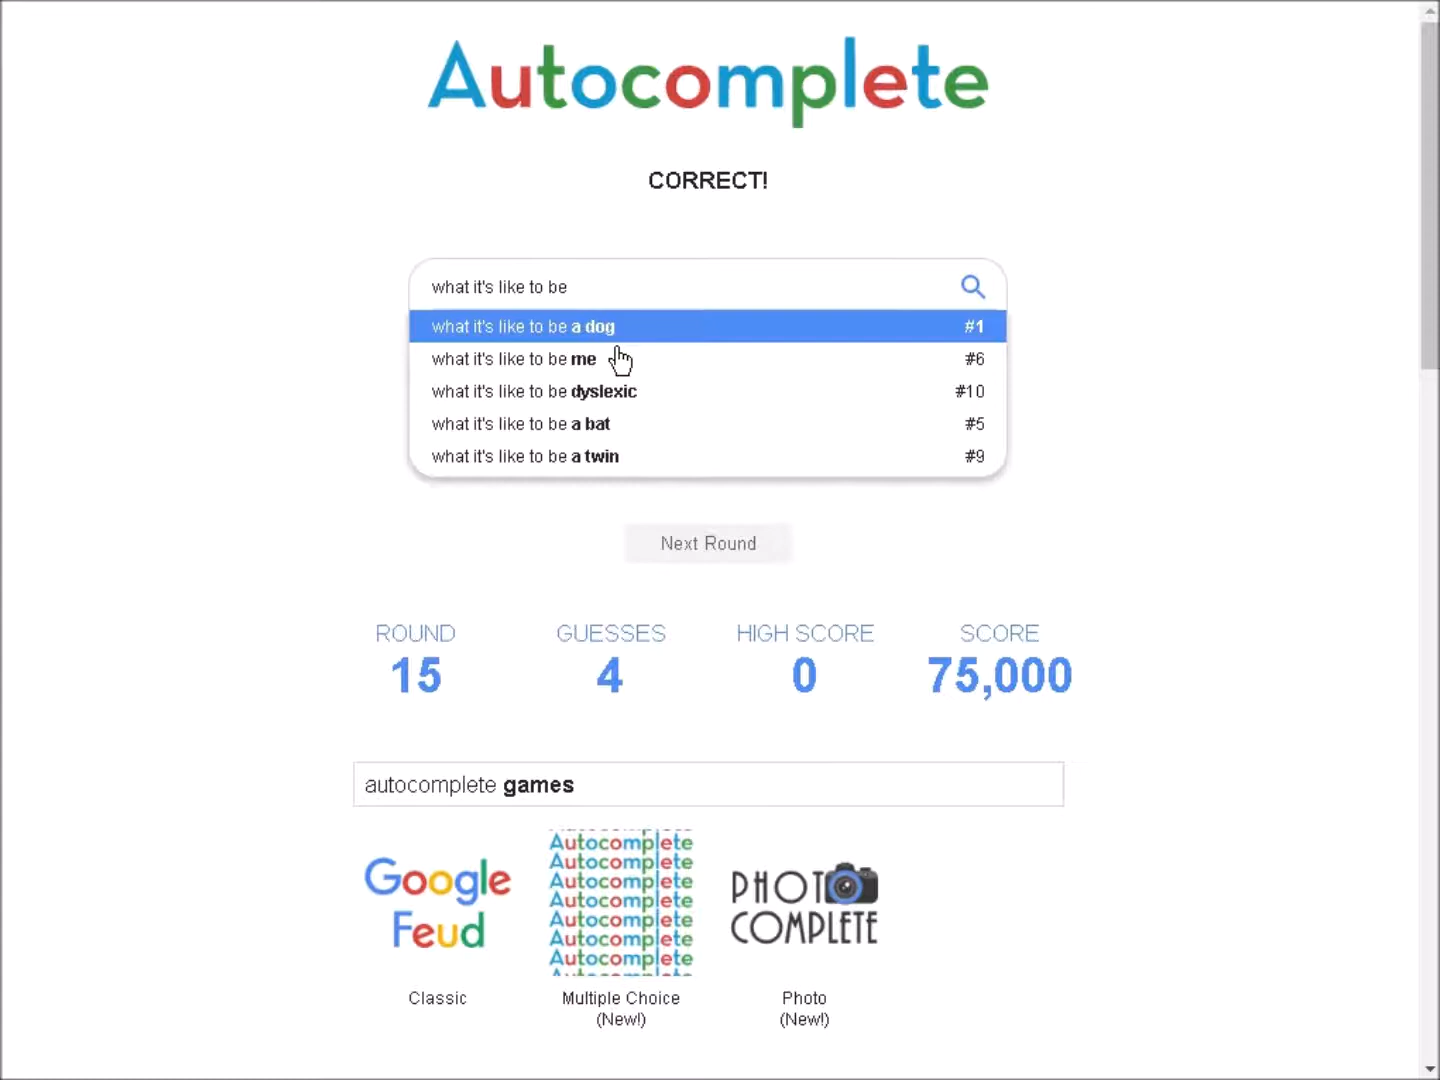 Autocomplete
CORRECT!
what it's like to be
what it's like to be a dog #1
what it's like to be me #6
what it's like to be dyslexic #10
what it's like to be a bat #5
what it's like to be a twin #9
Next Round
ROUND GUESSES HIGH SCORE SCORE
15 4 0 75,000
autocomplete games
Google
Feud
Autocomplete
Autocomplete
Autocomplete
Autocomplete
Autocomplete
Autocomplete
Autocomplete
PHOTO
COMPLETE
Classic
Multiple Choice
(New!)
Photo
(New!)